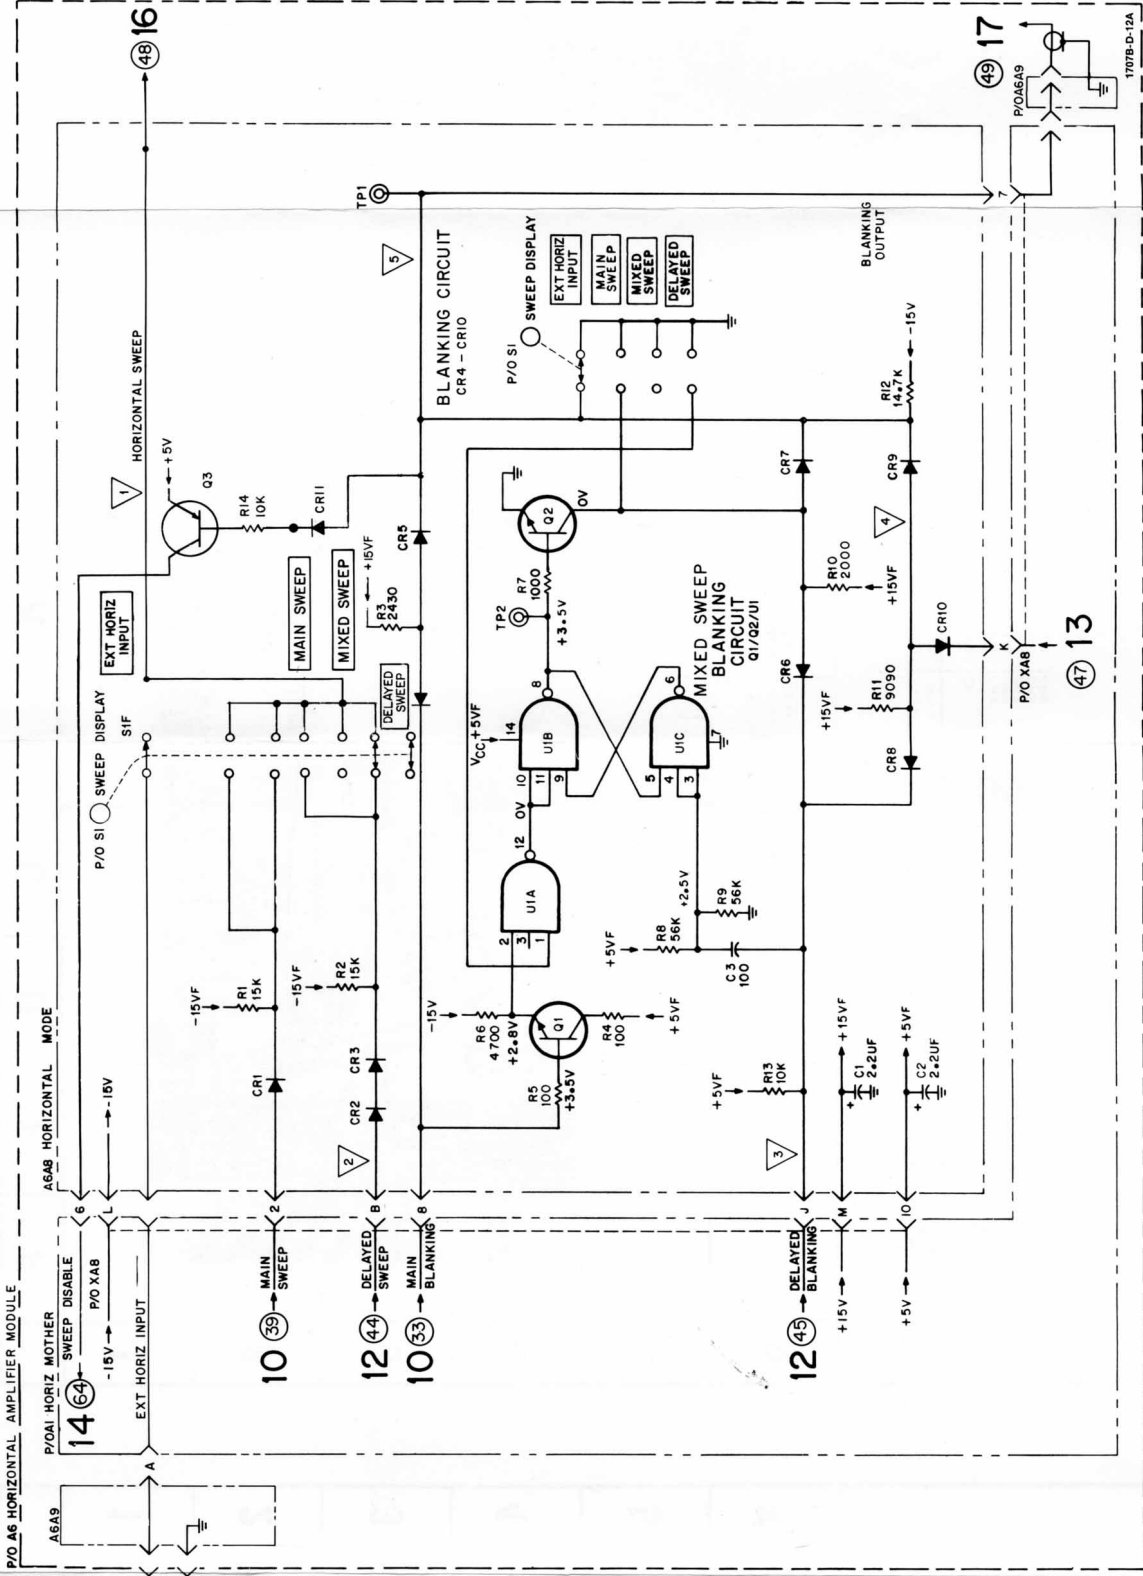 P/O A6 HORIZONTAL AMPLIFIER MODULE
A6A9
A
P/OA1 HORIZ MOTHER
14 64
SWEEP DISABLE
P/O XA8
-15V
EXT HORIZ INPUT
10 39
MAIN
SWEEP
12 44
DELAYED
SWEEP
10 33
MAIN
BLANKING
12 45
DELAYED
BLANKING
+15V
+5V
6
L
2
B
8
J
M
10
A6A8 HORIZONTAL MODE
-15V
P/O S1
SWEEP DISPLAY
S1F
EXT HORIZ
INPUT
MAIN SWEEP
MIXED SWEEP
DELAYED
SWEEP
1
HORIZONTAL SWEEP
48 16
+5V
Q3
R14
10K
CR11
-15VF
R1
15K
CR1
-15VF
R2
15K
CR2
CR3
2
+15VF
R3
2430
CR5
5
TP1
BLANKING CIRCUIT
CR4 – CR10
-15V
R6
4700
+2.8V
Q1
R5
100
+3.5V
R4
100
+5VF
2
3
1
U1A
12
0V
10
11
9
VCC +5VF
14
U1B
8
TP2
+3.5V
R7
1000
Q2
0V
5
4
3
U1C
6
7
MIXED SWEEP
BLANKING
CIRCUIT
Q1/Q2/U1
+5VF
R8
56K
+2.5V
R9
56K
C3
100
P/O S1
SWEEP DISPLAY
EXT HORIZ
INPUT
MAIN
SWEEP
MIXED
SWEEP
DELAYED
SWEEP
3
+5VF
R13
10K
CR6
CR7
+15VF
R10
2000
4
+15VF
R11
9090
CR8
CR9
CR10
R12
14.7K
-15V
+15VF
C1
2.2UF
+
+5VF
C2
2.2UF
+
K
P/O XA8
47 13
BLANKING
OUTPUT
7
P/OA6A9
49 17
1707B-D-12A